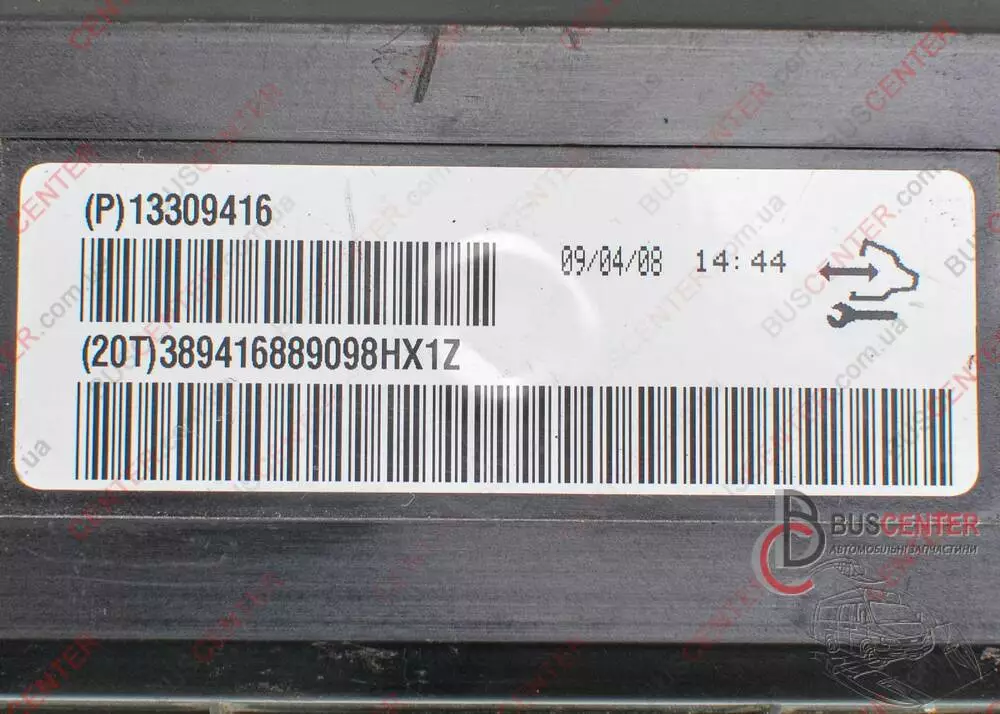 (P)13309416
09/04/08 14:44
(20T)389416889098HX1Z
BUSCENTER
АВТОМОБІЛЬНІ ЗАПЧАСТИНИ